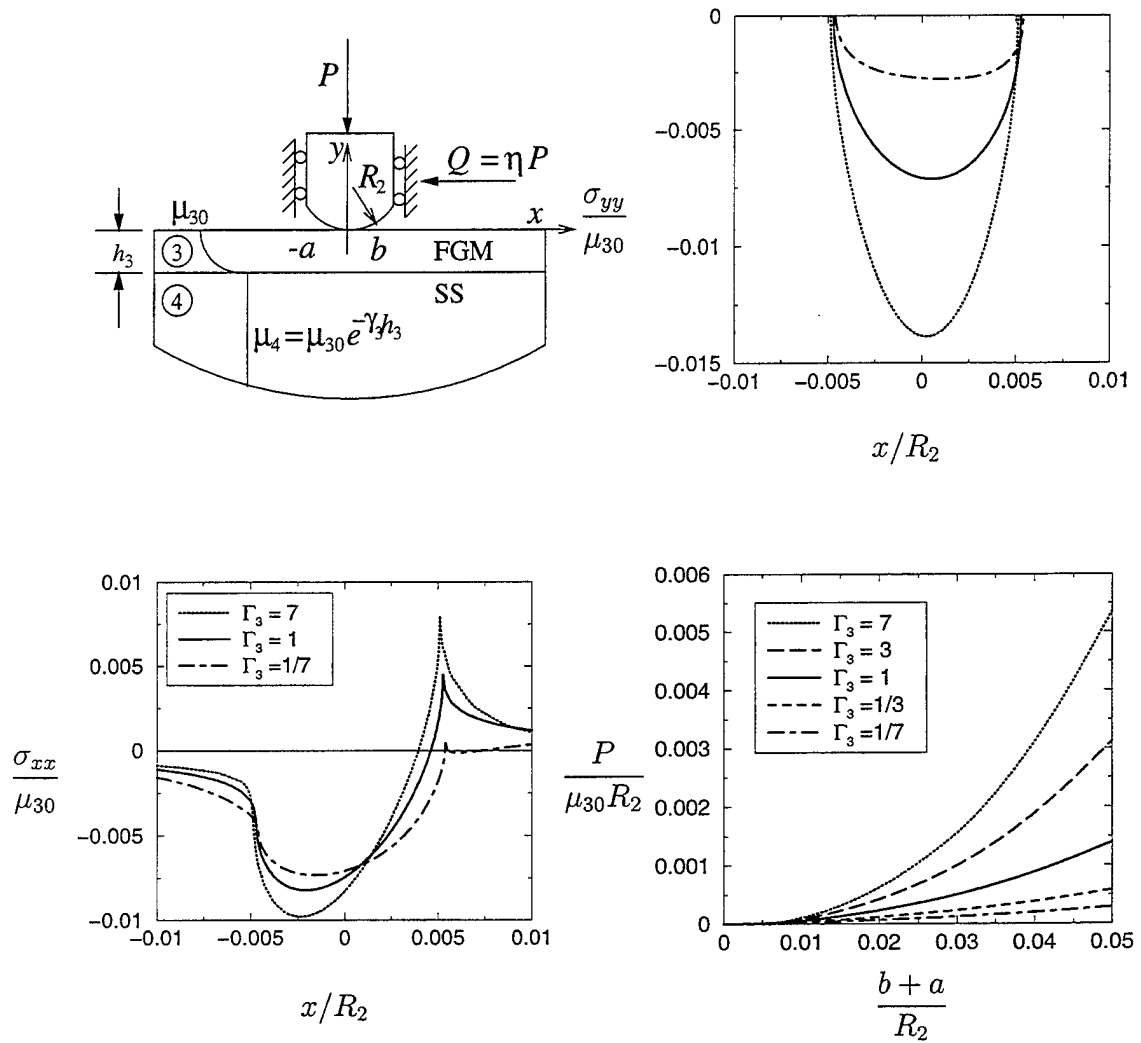 P
y
R₂
Q = ηP
x
μ₃₀
h₃
3
-a
b
FGM
4
SS
μ₄ = μ₃₀e^{-γ₃h₃}
σ_yy
μ₃₀
0
−0.005
−0.01
−0.015
−0.01 −0.005 0 0.005 0.01
x/R₂
0.01
0.005
0
−0.005
−0.01
Γ₃ = 7
Γ₃ = 1
Γ₃ =1/7
σ_xx
μ₃₀
−0.01 −0.005 0 0.005 0.01
x/R₂
0.006
0.005
0.004
0.003
0.002
0.001
0
Γ₃ = 7
Γ₃ = 3
Γ₃ = 1
Γ₃ =1/3
Γ₃ =1/7
P
μ₃₀R₂
0 0.01 0.02 0.03 0.04 0.05
b + a
R₂